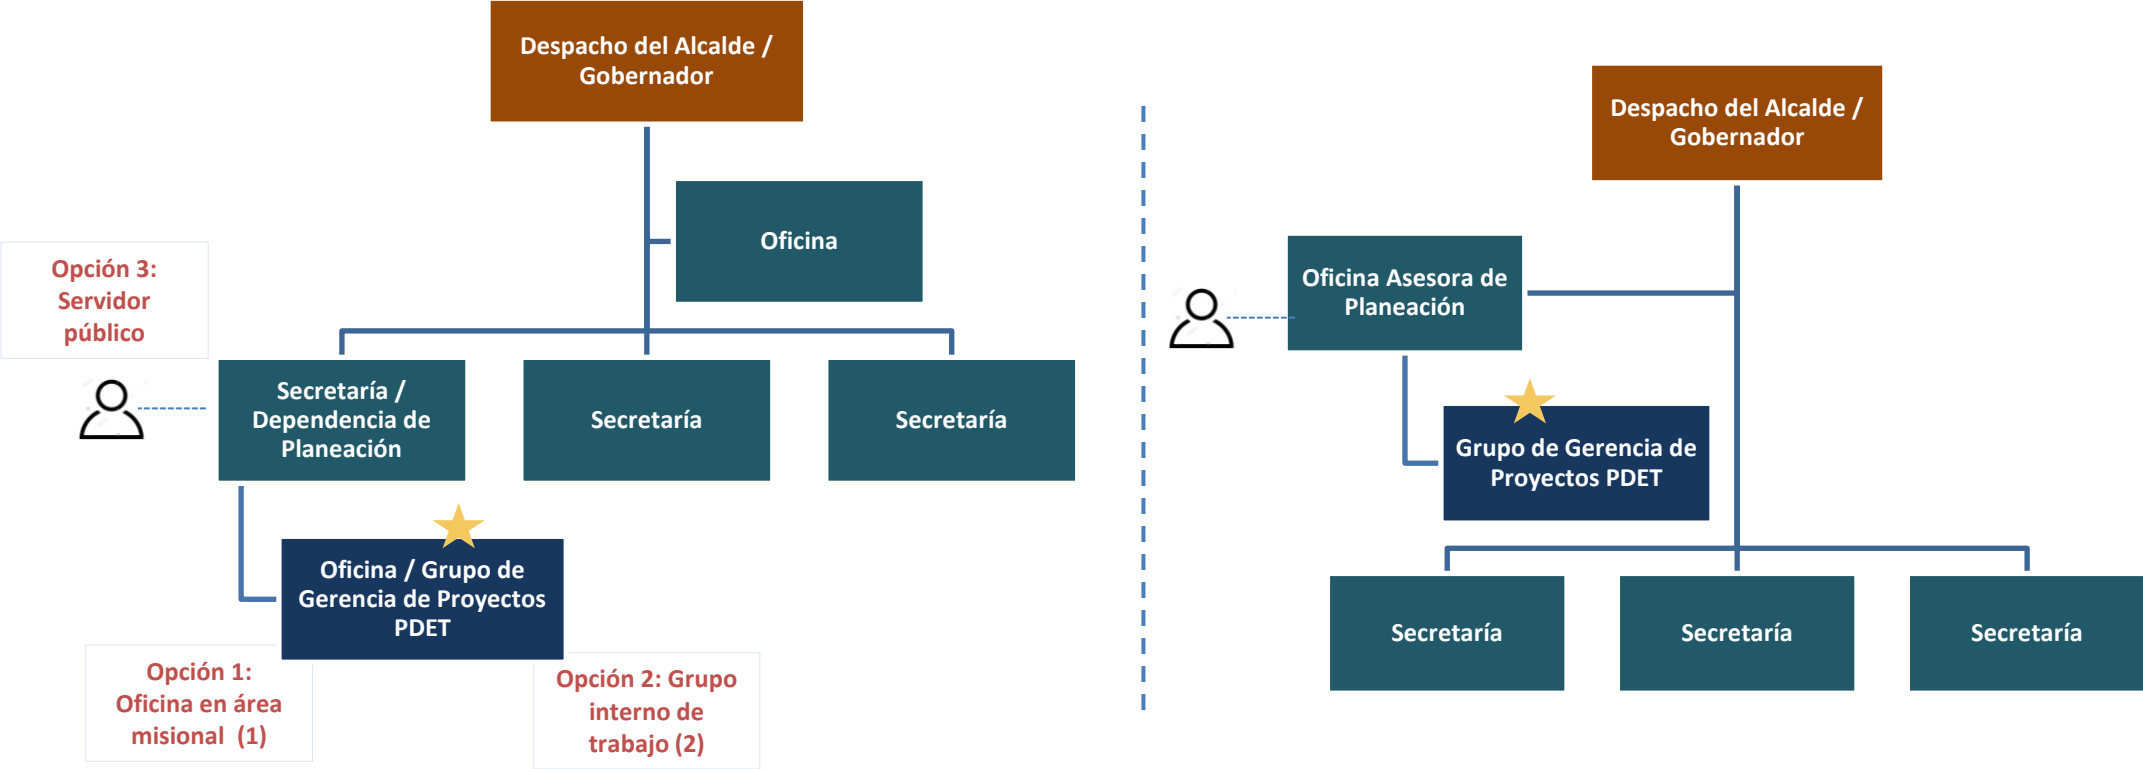 Despacho del Alcalde /
Gobernador
Oficina
Opción 3:
Servidor
público
Secretaría /
Dependencia de
Planeación
Secretaría
Secretaría
Oficina / Grupo de
Gerencia de Proyectos
PDET
Opción 1:
Oficina en área
misional (1)
Opción 2: Grupo
interno de
trabajo (2)
Despacho del Alcalde /
Gobernador
Oficina Asesora de
Planeación
Grupo de Gerencia de
Proyectos PDET
Secretaría
Secretaría
Secretaría